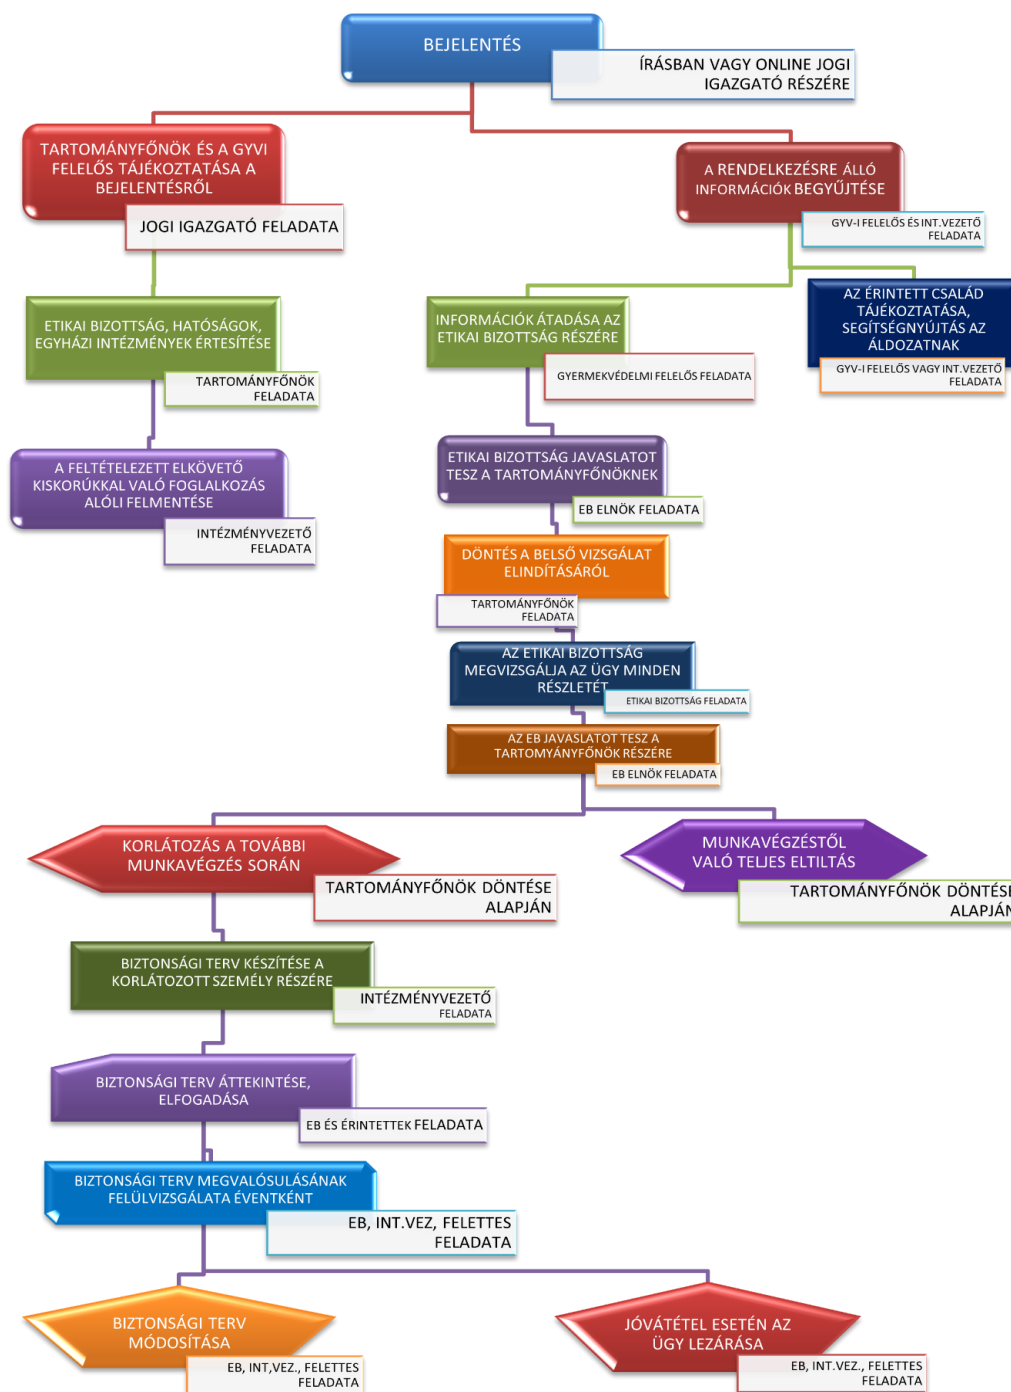 BEJELENTÉS
ÍRÁSBAN VAGY ONLINE JOGI
IGAZGATÓ RÉSZÉRE
TARTOMÁNYFŐNÖK ÉS A GYVI
FELELŐS TÁJÉKOZTATÁSA A
BEJELENTÉSRŐL
JOGI IGAZGATÓ FELADATA
A RENDELKEZÉSRE ÁLLÓ
INFORMÁCIÓK BEGYŰJTÉSE
GYV-I FELELŐS ÉS INT.VEZETŐ
FELADATA
ETIKAI BIZOTTSÁG, HATÓSÁGOK,
EGYHÁZI INTÉZMÉNYEK ÉRTESÍTÉSE
TARTOMÁNYFŐNÖK
FELADATA
INFORMÁCIÓK ÁTADÁSA AZ
ETIKAI BIZOTTSÁG RÉSZÉRE
GYERMEKVÉDELMI FELELŐS FELADATA
AZ ÉRINTETT CSALÁD
TÁJÉKOZTATÁSA,
SEGÍTSÉGNYÚJTÁS AZ
ÁLDOZATNAK
GYV-I FELELŐS VAGY INT.VEZETŐ
FELADATA
A FELTÉTELEZETT ELKÖVETŐ
KISKORÚKKAL VALÓ FOGLALKOZÁS
ALÓLI FELMENTÉSE
INTÉZMÉNYVEZETŐ
FELADATA
ETIKAI BIZOTTSÁG JAVASLATOT
TESZ A TARTOMÁNYFŐNÖKNEK
EB ELNÖK FELADATA
DÖNTÉS A BELSŐ VIZSGÁLAT
ELINDÍTÁSÁRÓL
TARTOMÁNYFŐNÖK
FELADATA
AZ ETIKAI BIZOTTSÁG
MEGVIZSGÁLJA AZ ÜGY MINDEN
RÉSZLETÉT
ETIKAI BIZOTTSÁG FELADATA
AZ EB JAVASLATOT TESZ A
TARTOMYÁNYFŐNÖK RÉSZÉRE
EB ELNÖK FELADATA
KORLÁTOZÁS A TOVÁBBI
MUNKAVÉGZÉS SORÁN
TARTOMÁNYFŐNÖK DÖNTÉSE
ALAPJÁN
MUNKAVÉGZÉSTŐL
VALÓ TELJES ELTILTÁS
TARTOMÁNYFŐNÖK DÖNTÉSE
ALAPJÁN
BIZTONSÁGI TERV KÉSZÍTÉSE A
KORLÁTOZOTT SZEMÉLY RÉSZÉRE
INTÉZMÉNYVEZETŐ
FELADATA
BIZTONSÁGI TERV ÁTTEKINTÉSE,
ELFOGADÁSA
EB ÉS ÉRINTETTEK FELADATA
BIZTONSÁGI TERV MEGVALÓSULÁSÁNAK
FELÜLVIZSGÁLATA ÉVENTKÉNT
EB, INT.VEZ, FELETTES
FELADATA
BIZTONSÁGI TERV
MÓDOSÍTÁSA
EB, INT,VEZ., FELETTES
FELADATA
JÓVÁTÉTEL ESETÉN AZ
ÜGY LEZÁRÁSA
EB, INT.VEZ., FELETTES
FELADATA